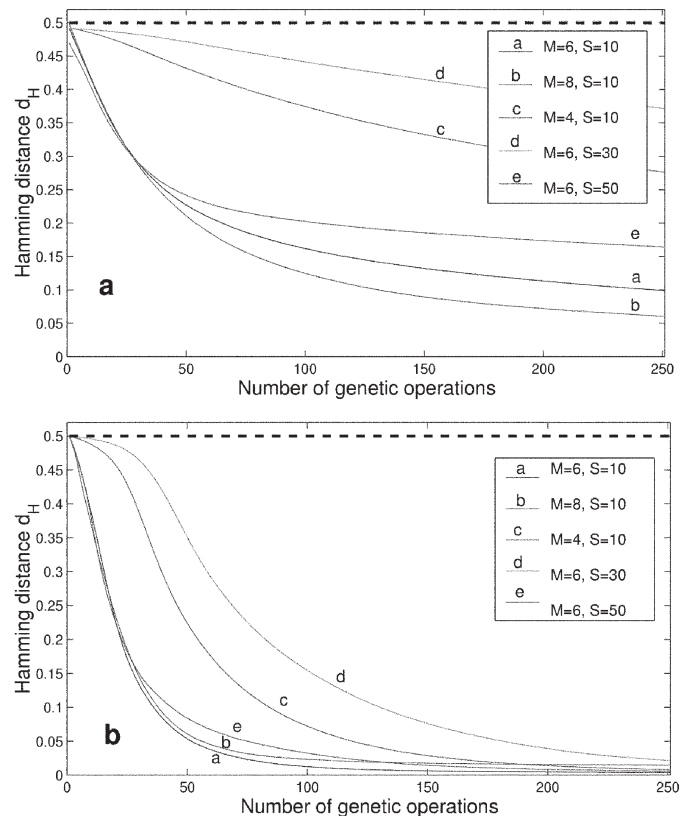 0.5
0.45
0.4
0.35
0.3
0.25
0.2
0.15
0.1
0.05
0
Hamming distance d_H
a M=6, S=10
b M=8, S=10
c M=4, S=10
d M=6, S=30
e M=6, S=50
d
c
e
a
b
a
0 50 100 150 200 250
Number of genetic operations
0.5
0.45
0.4
0.35
0.3
0.25
0.2
0.15
0.1
0.05
0
Hamming distance d_H
a M=6, S=10
b M=8, S=10
c M=4, S=10
d M=6, S=30
e M=6, S=50
d
c
e
b
a
b
0 50 100 150 200 250
Number of genetic operations